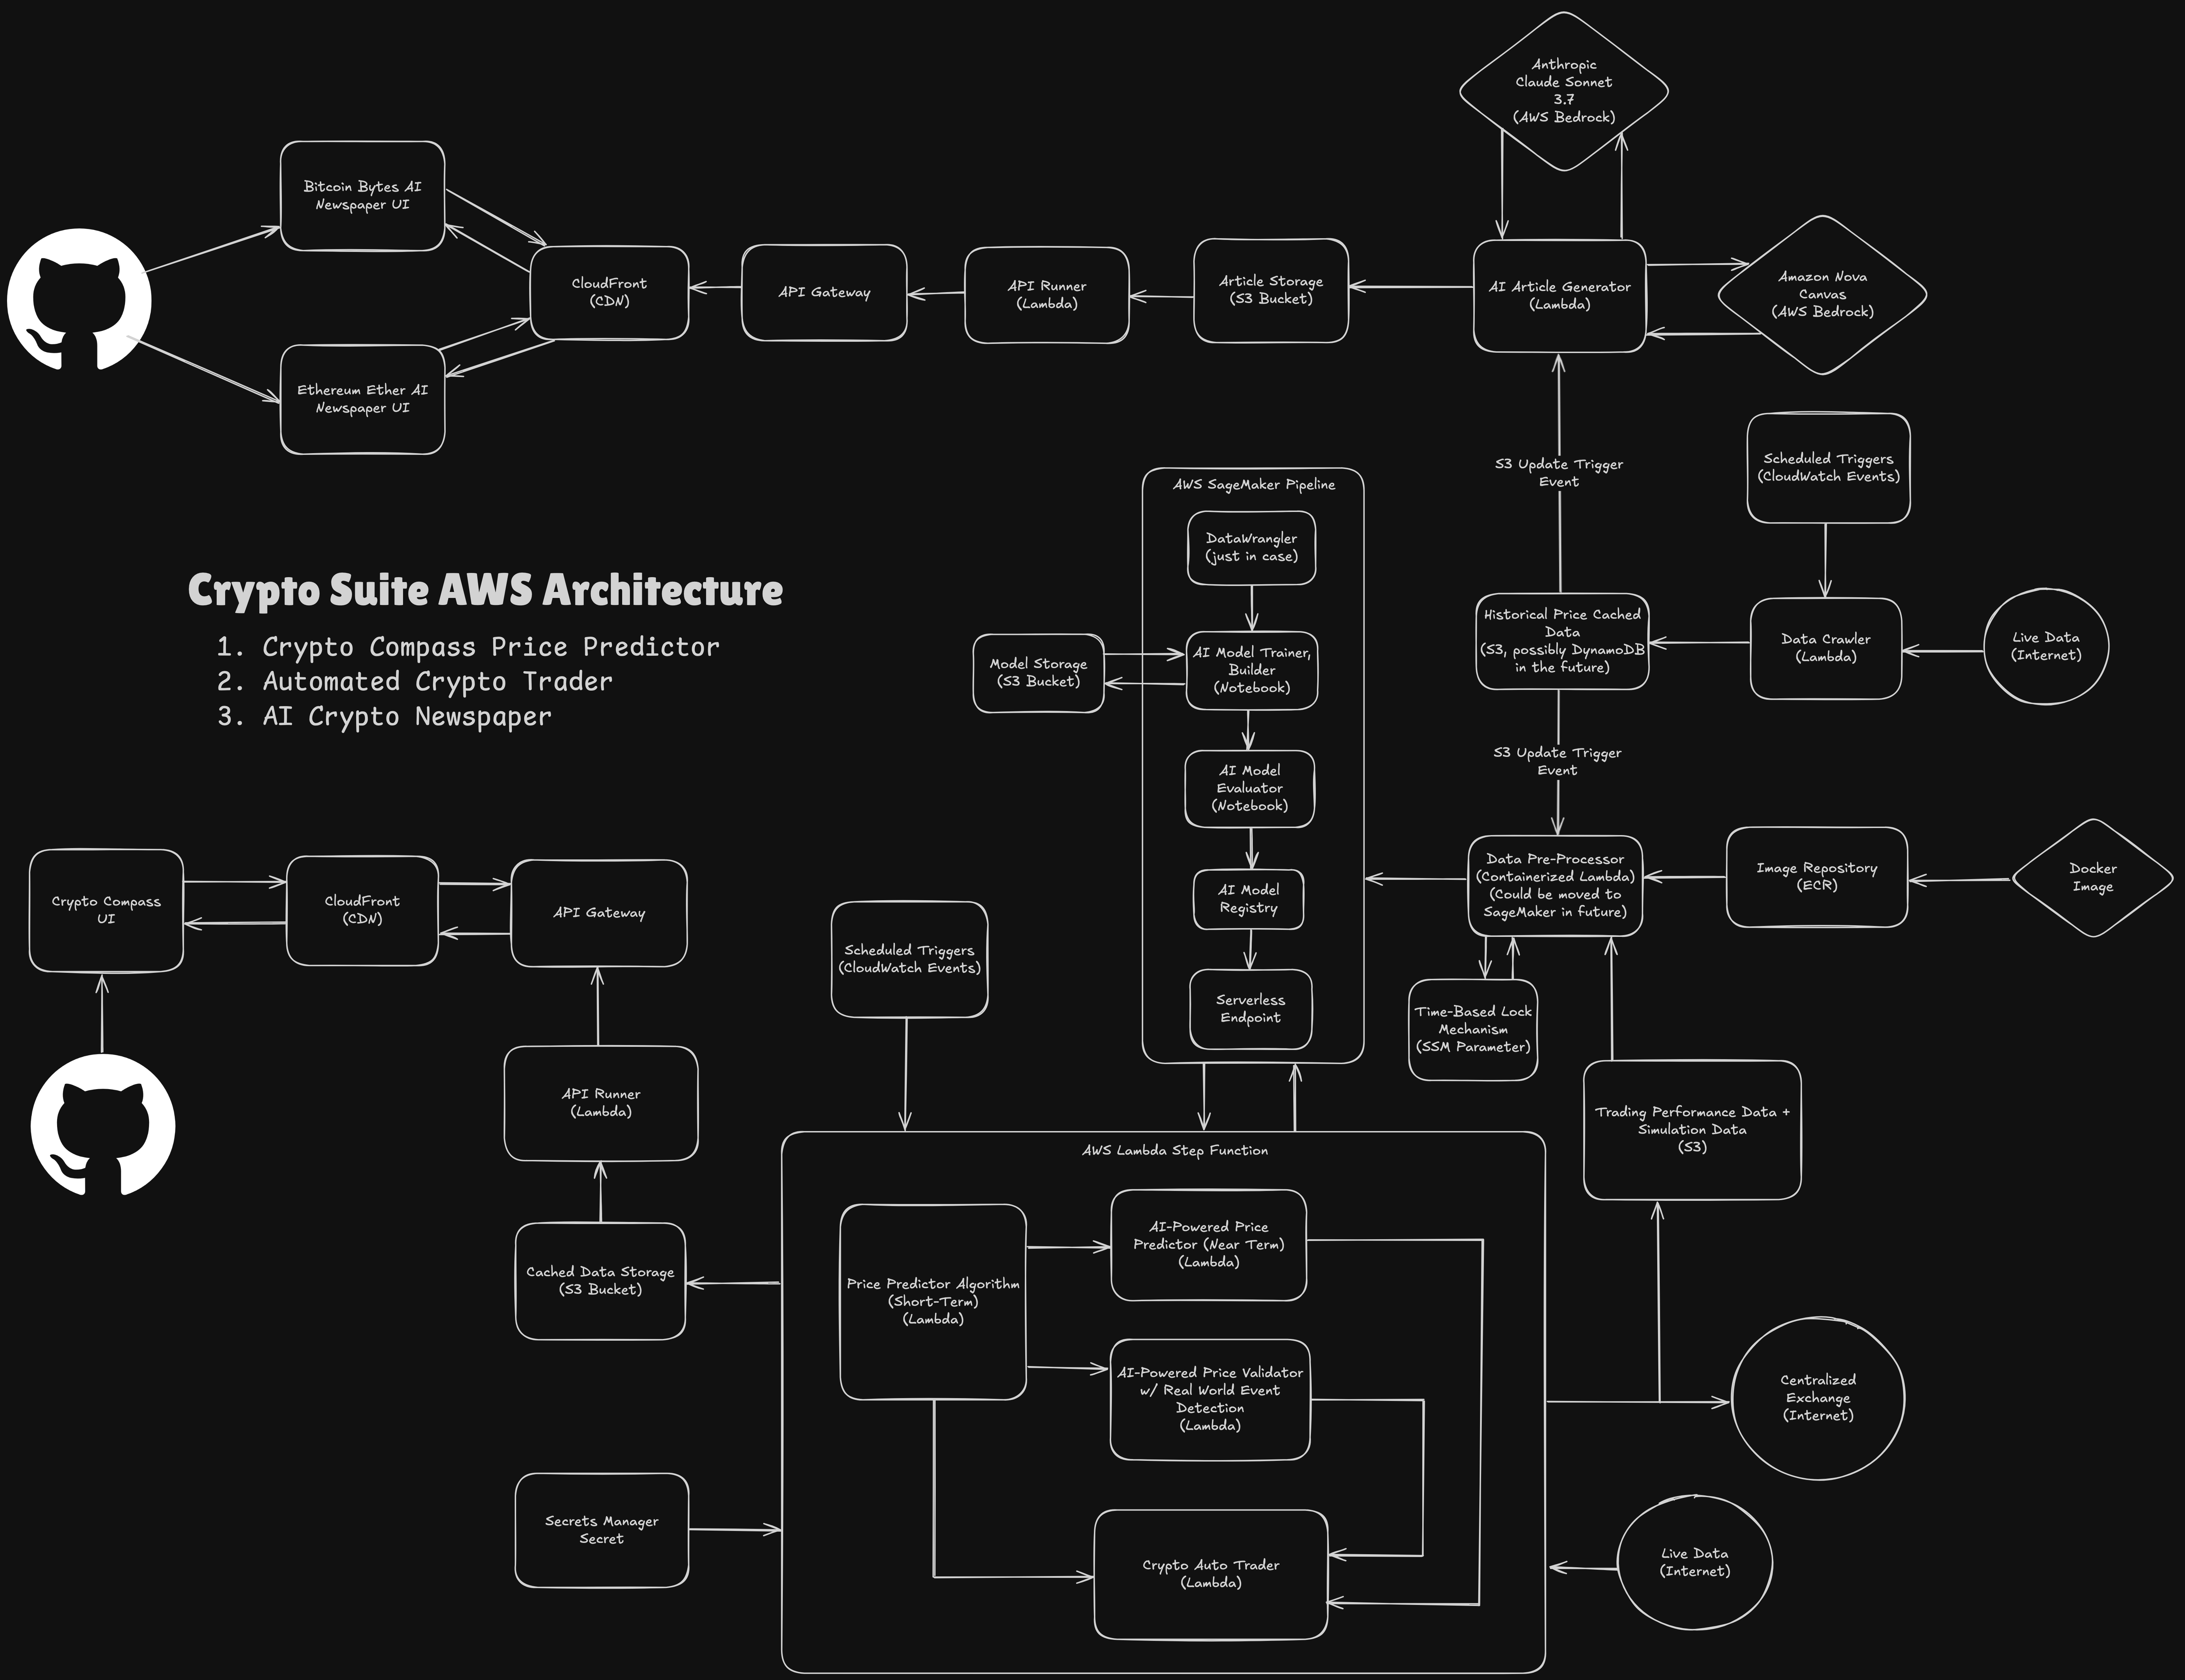 Anthropic
Claude Sonnet
3.7
(AWS Bedrock)
Bitcoin Bytes AI
Newspaper UI
CloudFront
(CDN)
API Gateway
API Runner
(Lambda)
Article Storage
(S3 Bucket)
AI Article Generator
(Lambda)
Amazon Nova
Canvas
(AWS Bedrock)
Ethereum Ether AI
Newspaper UI
S3 Update Trigger
Event
Scheduled Triggers
(CloudWatch Events)
AWS SageMaker Pipeline
DataWrangler
(just in case)
Crypto Suite AWS Architecture
1. Crypto Compass Price Predictor
2. Automated Crypto Trader
3. AI Crypto Newspaper
Model Storage
(S3 Bucket)
AI Model Trainer,
Builder
(Notebook)
Historical Price Cached
Data
(S3, possibly DynamoDB
in the future)
Data Crawler
(Lambda)
Live Data
(Internet)
AI Model
Evaluator
(Notebook)
S3 Update Trigger
Event
Crypto Compass
UI
CloudFront
(CDN)
API Gateway
Scheduled Triggers
(CloudWatch Events)
AI Model
Registry
Data Pre-Processor
(Containerized Lambda)
(Could be moved to
SageMaker in future)
Image Repository
(ECR)
Docker
Image
Serverless
Endpoint
Time-Based Lock
Mechanism
(SSM Parameter)
API Runner
(Lambda)
Trading Performance Data +
Simulation Data
(S3)
AWS Lambda Step Function
Cached Data Storage
(S3 Bucket)
Price Predictor Algorithm
(Short-Term)
(Lambda)
AI-Powered Price
Predictor (Near Term)
(Lambda)
AI-Powered Price Validator
w/ Real World Event
Detection
(Lambda)
Centralized
Exchange
(Internet)
Secrets Manager
Secret
Crypto Auto Trader
(Lambda)
Live Data
(Internet)